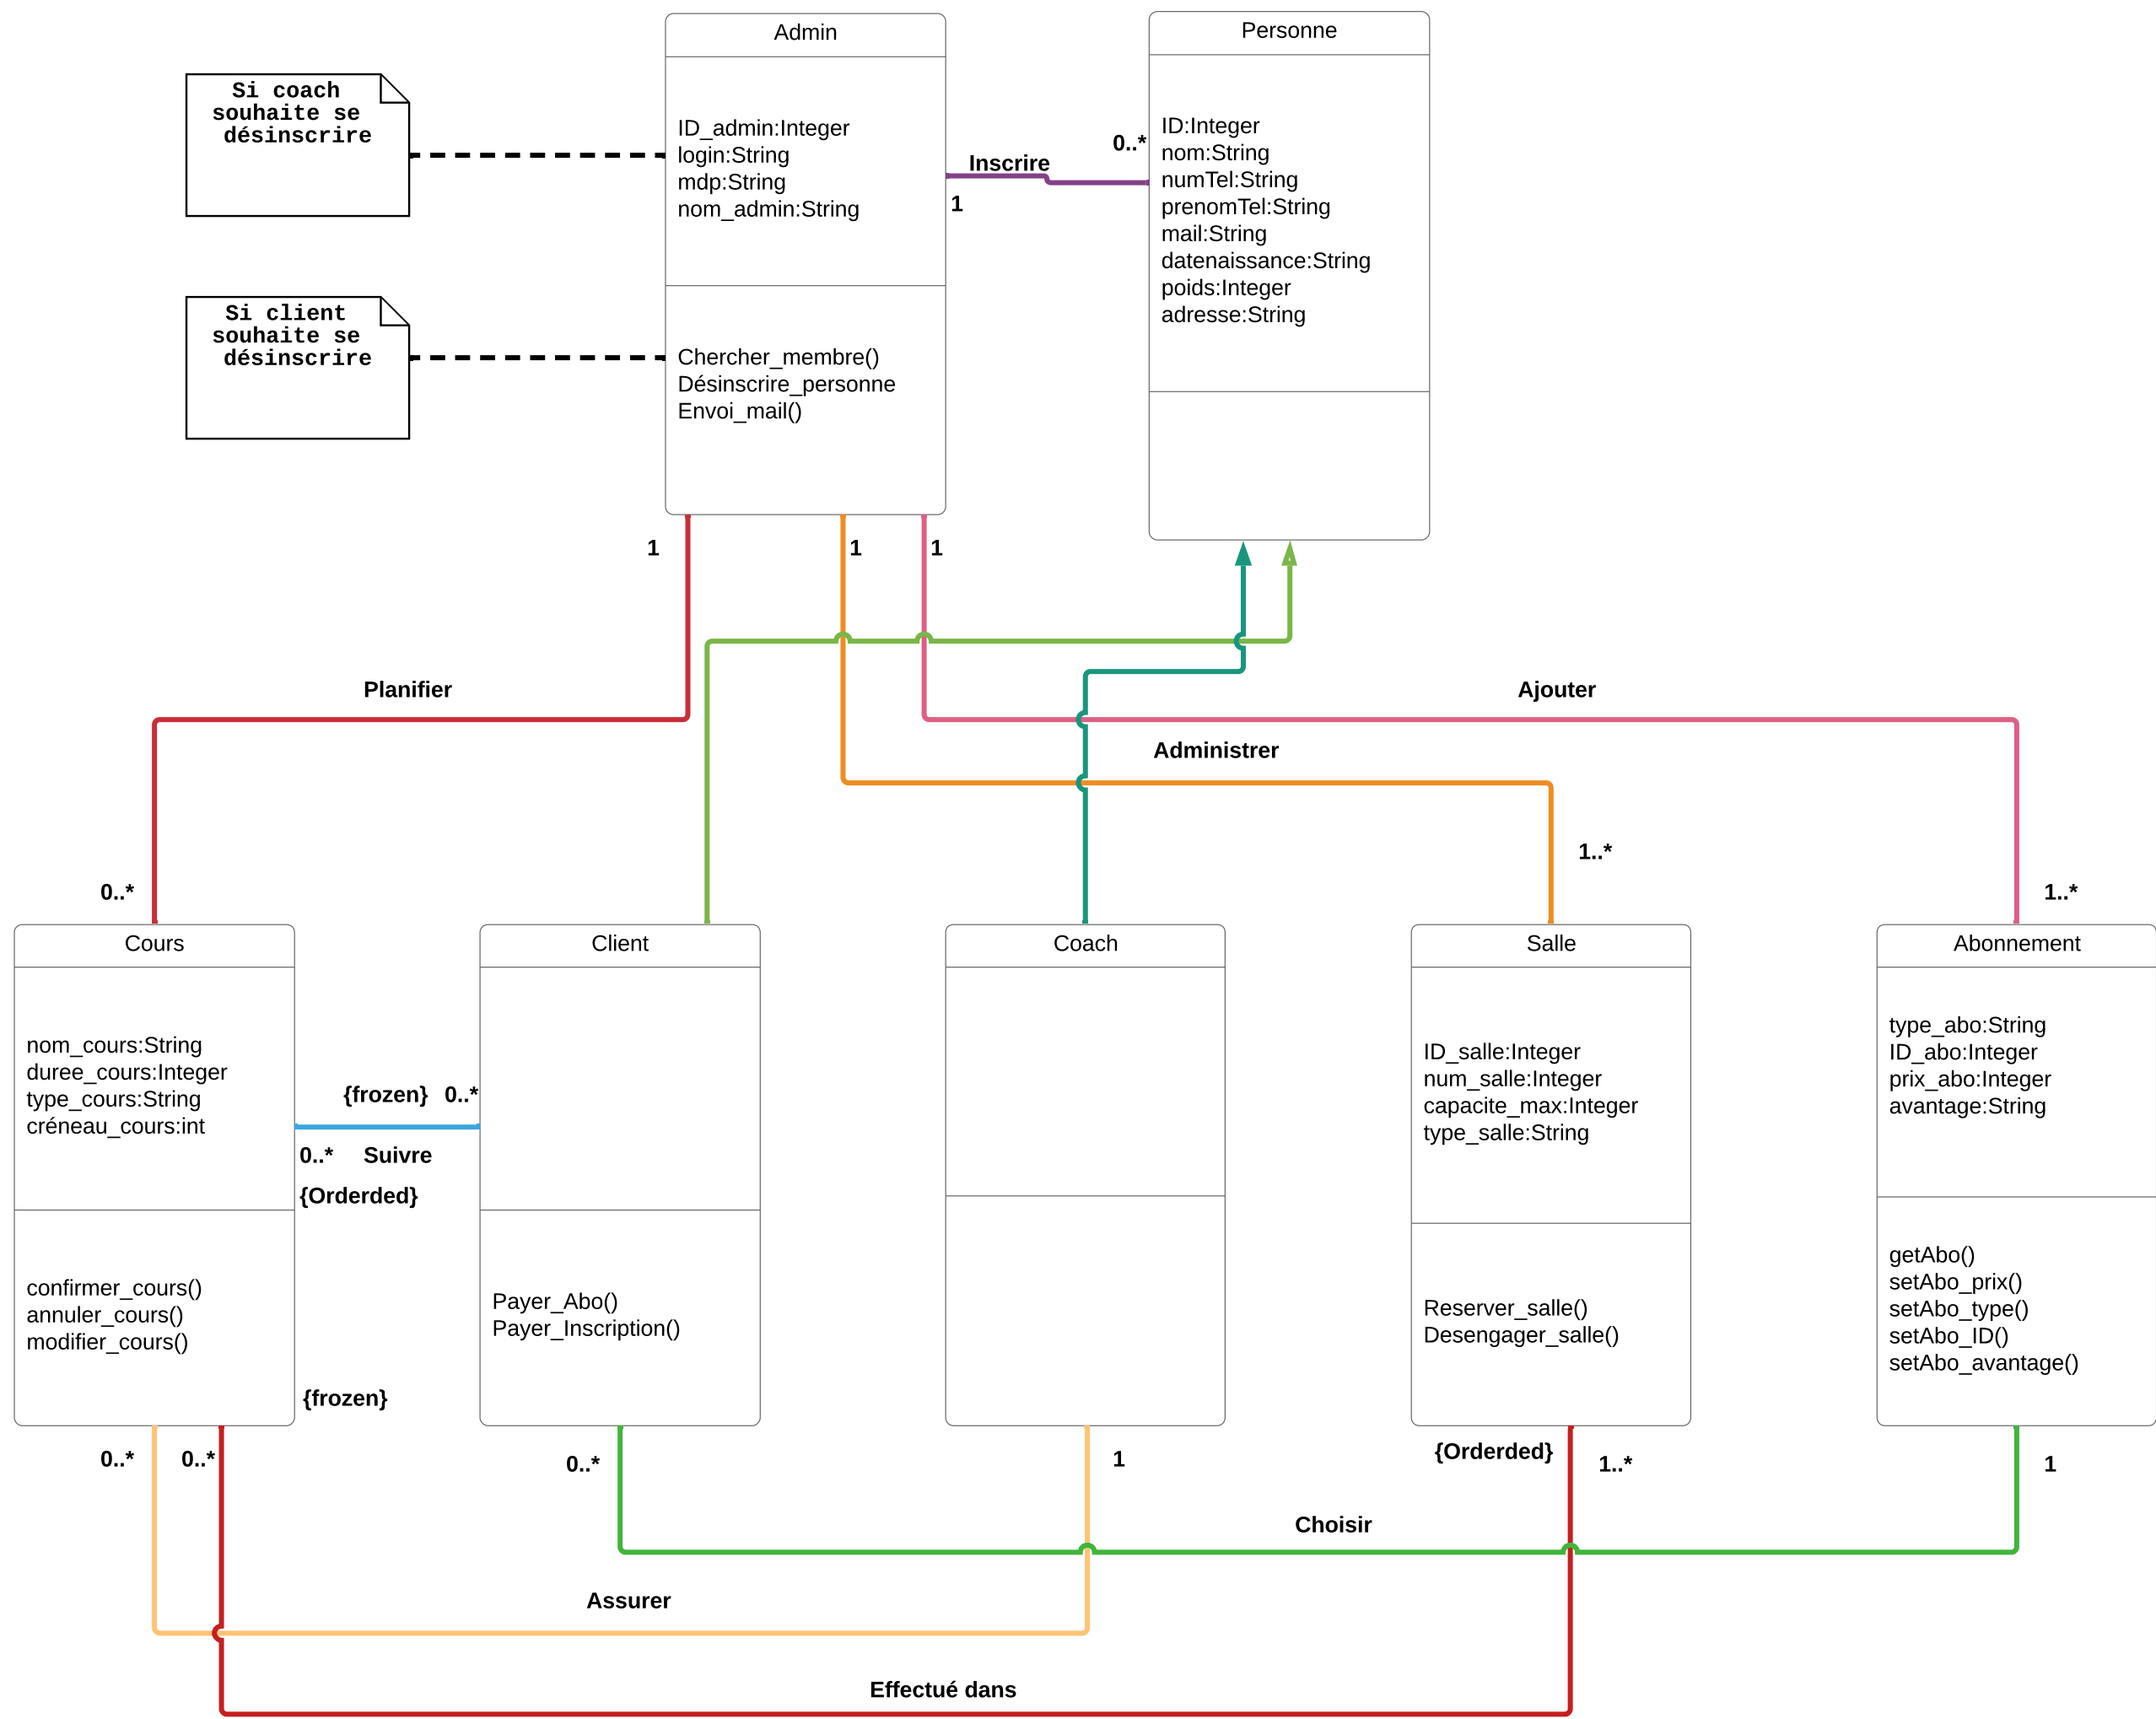 Admin
Personne
Si coach
souhaite se
désinscrire
ID_admin:Integer
login:String
mdp:String
nom_admin:String
Inscrire
0..*
1
ID:Integer
nom:String
numTel:String
prenomTel:String
mail:String
datenaissance:String
poids:Integer
adresse:String
Si client
souhaite se
désinscrire
Chercher_membre()
Désinscrire_personne
Envoi_mail()
1
1
1
Planifier
Ajouter
Administrer
1..*
0..*
1..*
Cours
Client
Coach
Salle
Abonnement
nom_cours:String
duree_cours:Integer
type_cours:String
créneau_cours:int
{frozen}
0..*
0..*
Suivre
{Orderded}
ID_salle:Integer
num_salle:Integer
capacite_max:Integer
type_salle:String
type_abo:String
ID_abo:Integer
prix_abo:Integer
avantage:String
confirmer_cours()
annuler_cours()
modifier_cours()
Payer_Abo()
Payer_Inscription()
Reserver_salle()
Desengager_salle()
getAbo()
setAbo_prix()
setAbo_type()
setAbo_ID()
setAbo_avantage()
{frozen}
0..*
0..*
0..*
1
{Orderded}
1..*
1
Choisir
Assurer
Effectué dans